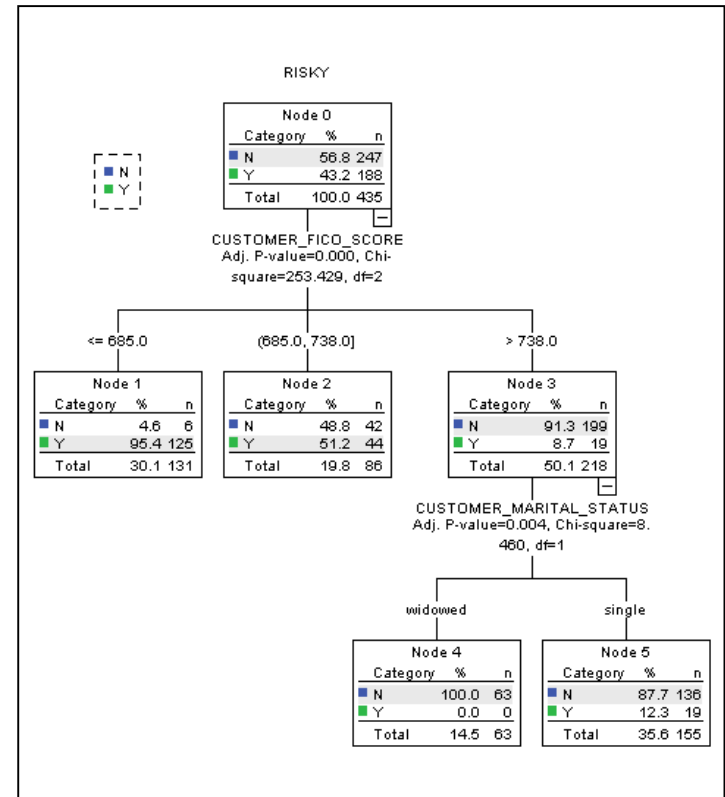 RISKY
Node 0
Category % n
N 56.8 247
Y 43.2 188
Total 100.0 435
N
Y
CUSTOMER_FICO_SCORE
Adj. P-value=0.000, Chi-
square=253.429, df=2
<= 685.0
(685.0, 738.0]
> 738.0
Node 1
Category % n
N 4.6 6
Y 95.4 125
Total 30.1 131
Node 2
Category % n
N 48.8 42
Y 51.2 44
Total 19.8 86
Node 3
Category % n
N 91.3 199
Y 8.7 19
Total 50.1 218
CUSTOMER_MARITAL_STATUS
Adj. P-value=0.004, Chi-square=8.
460, df=1
widowed
single
Node 4
Category % n
N 100.0 63
Y 0.0 0
Total 14.5 63
Node 5
Category % n
N 87.7 136
Y 12.3 19
Total 35.6 155